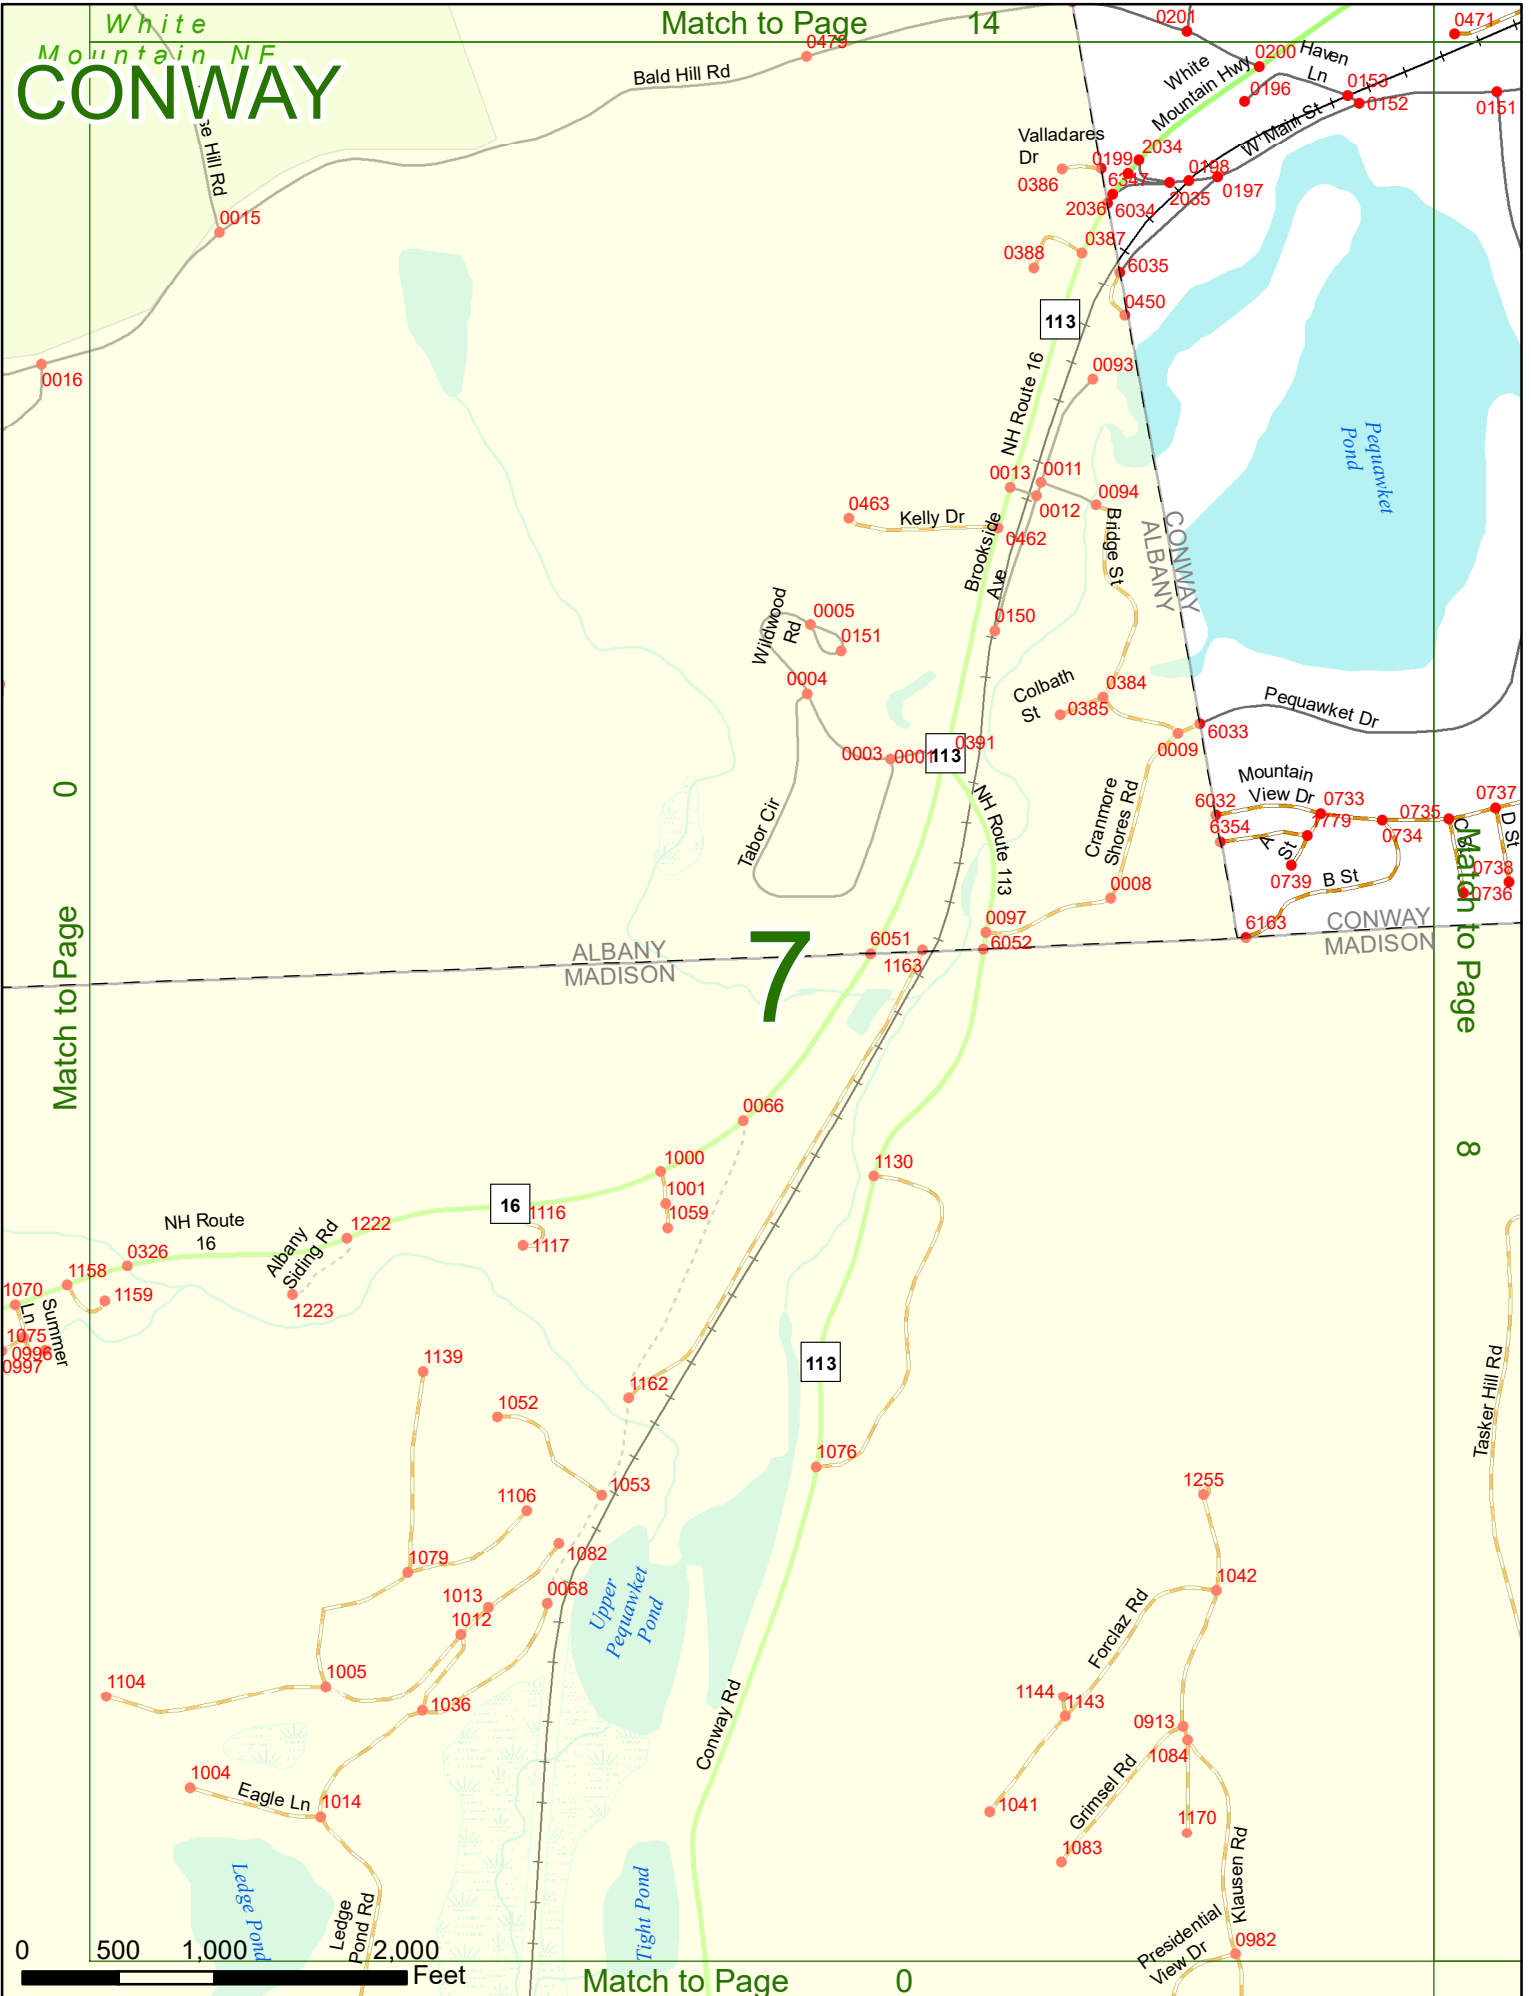 White
Mountain NF
CONWAY
Match to Page 14
0479
Bald Hill Rd
0201
0471
0200
Haven
Ln
White
Mountain Hwy
0196
0153
0152
0151
W Main St
se Hill Rd
Valladares
Dr
0386
0199
2034
6347
0198
0197
2035
2036
6034
0015
0388
0387
6035
0450
113
0016
0093
NH Route 16
Pequawket
Pond
0013
0011
0012
0094
0463
Kelly Dr
0462
Brookside
Ave
Bridge St
CONWAY
ALBANY
0150
Wildwood
Rd
0005
0151
0004
Colbath
St
0384
0385
Pequawket Dr
6033
0009
0003
0001
113
0391
NH Route 113
Tabor Cir
Cranmore
Shores Rd
Mountain
View Dr
6032
6354
0733
1779
0735
0734
0737
A
St
C St
D St
0739
B St
0738
0736
0008
0097
6052
6163
CONWAY
MADISON
6051
1163
ALBANY
MADISON
7
Match to Page
0
Match to Page
8
0066
1000
1001
1059
1130
16
1116
1117
NH Route
16
1222
Albany
Siding Rd
1223
0326
1158
1159
1070
Summer
Ln
1075
0996
0997
113
1139
1052
1162
1076
Tasker Hill Rd
1053
1106
1255
1082
1079
0068
1013
1012
Upper
Pequawket
Pond
1042
Forclaz Rd
1104
1005
1036
1144
1143
0913
1084
Conway Rd
1004
Eagle Ln
1014
1041
Grimsel Rd
1170
1083
Klausen Rd
Ledge Pond
Ledge
Pond Rd
Tight Pond
Presidential
View Dr
0982
0 500 1,000 2,000
Feet
Match to Page 0